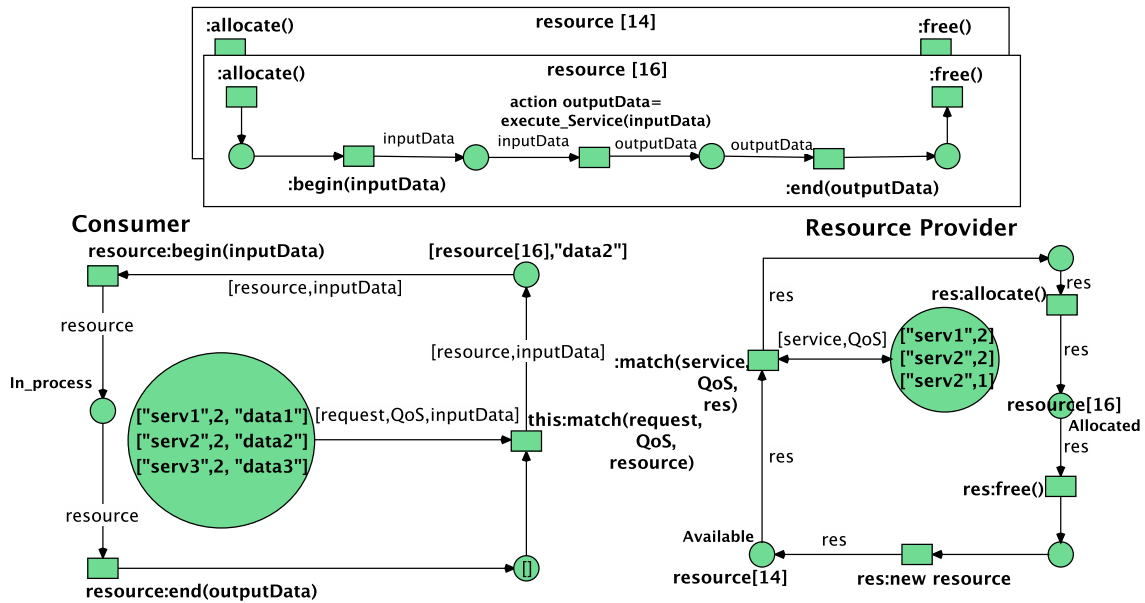 :allocate()
resource [14]
:free()
:allocate()
resource [16]
:free()
action outputData=
execute_Service(inputData)
inputData
inputData
outputData
outputData
:begin(inputData)
:end(outputData)
Consumer
resource:begin(inputData)
[resource[16],"data2"]
[resource,inputData]
resource
[resource,inputData]
In_process
["serv1",2, "data1"]
["serv2",2, "data2"]
["serv3",2, "data3"]
[request,QoS,inputData]
this:match(request,
QoS,
resource)
resource
[]
resource:end(outputData)
Resource Provider
res
res
res:allocate()
[service,QoS]
["serv1",2]
["serv2",2]
["serv2",1]
:match(service,
QoS,
res)
res
resource[16]
Allocated
res
res
res:free()
Available
res
resource[14]
res:new resource